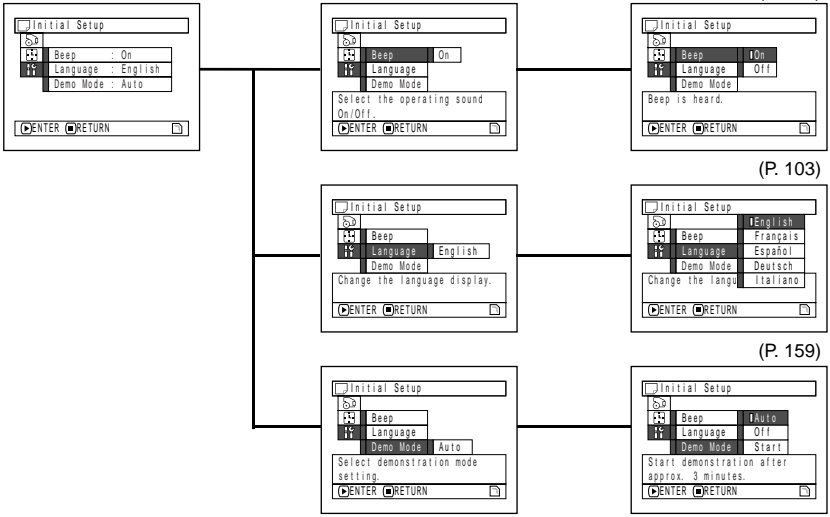 Initial Setup
Beep : On
Language : English
Demo Mode : Auto
ENTER RETURN
Initial Setup
Beep On
Language
Demo Mode
Select the operating sound
On/Off.
ENTER RETURN
Initial Setup
Beep On
Language Off
Demo Mode
Beep is heard.
ENTER RETURN
(P. 103)
Initial Setup
Beep
Language English
Demo Mode
Change the language display.
ENTER RETURN
Initial Setup
English
Beep Français
Language Español
Demo Mode Deutsch
Change the langu Italiano
ENTER RETURN
(P. 159)
Initial Setup
Beep
Language
Demo Mode Auto
Select demonstration mode
setting.
ENTER RETURN
Initial Setup
Beep Auto
Language Off
Demo Mode Start
Start demonstration after
approx. 3 minutes.
ENTER RETURN